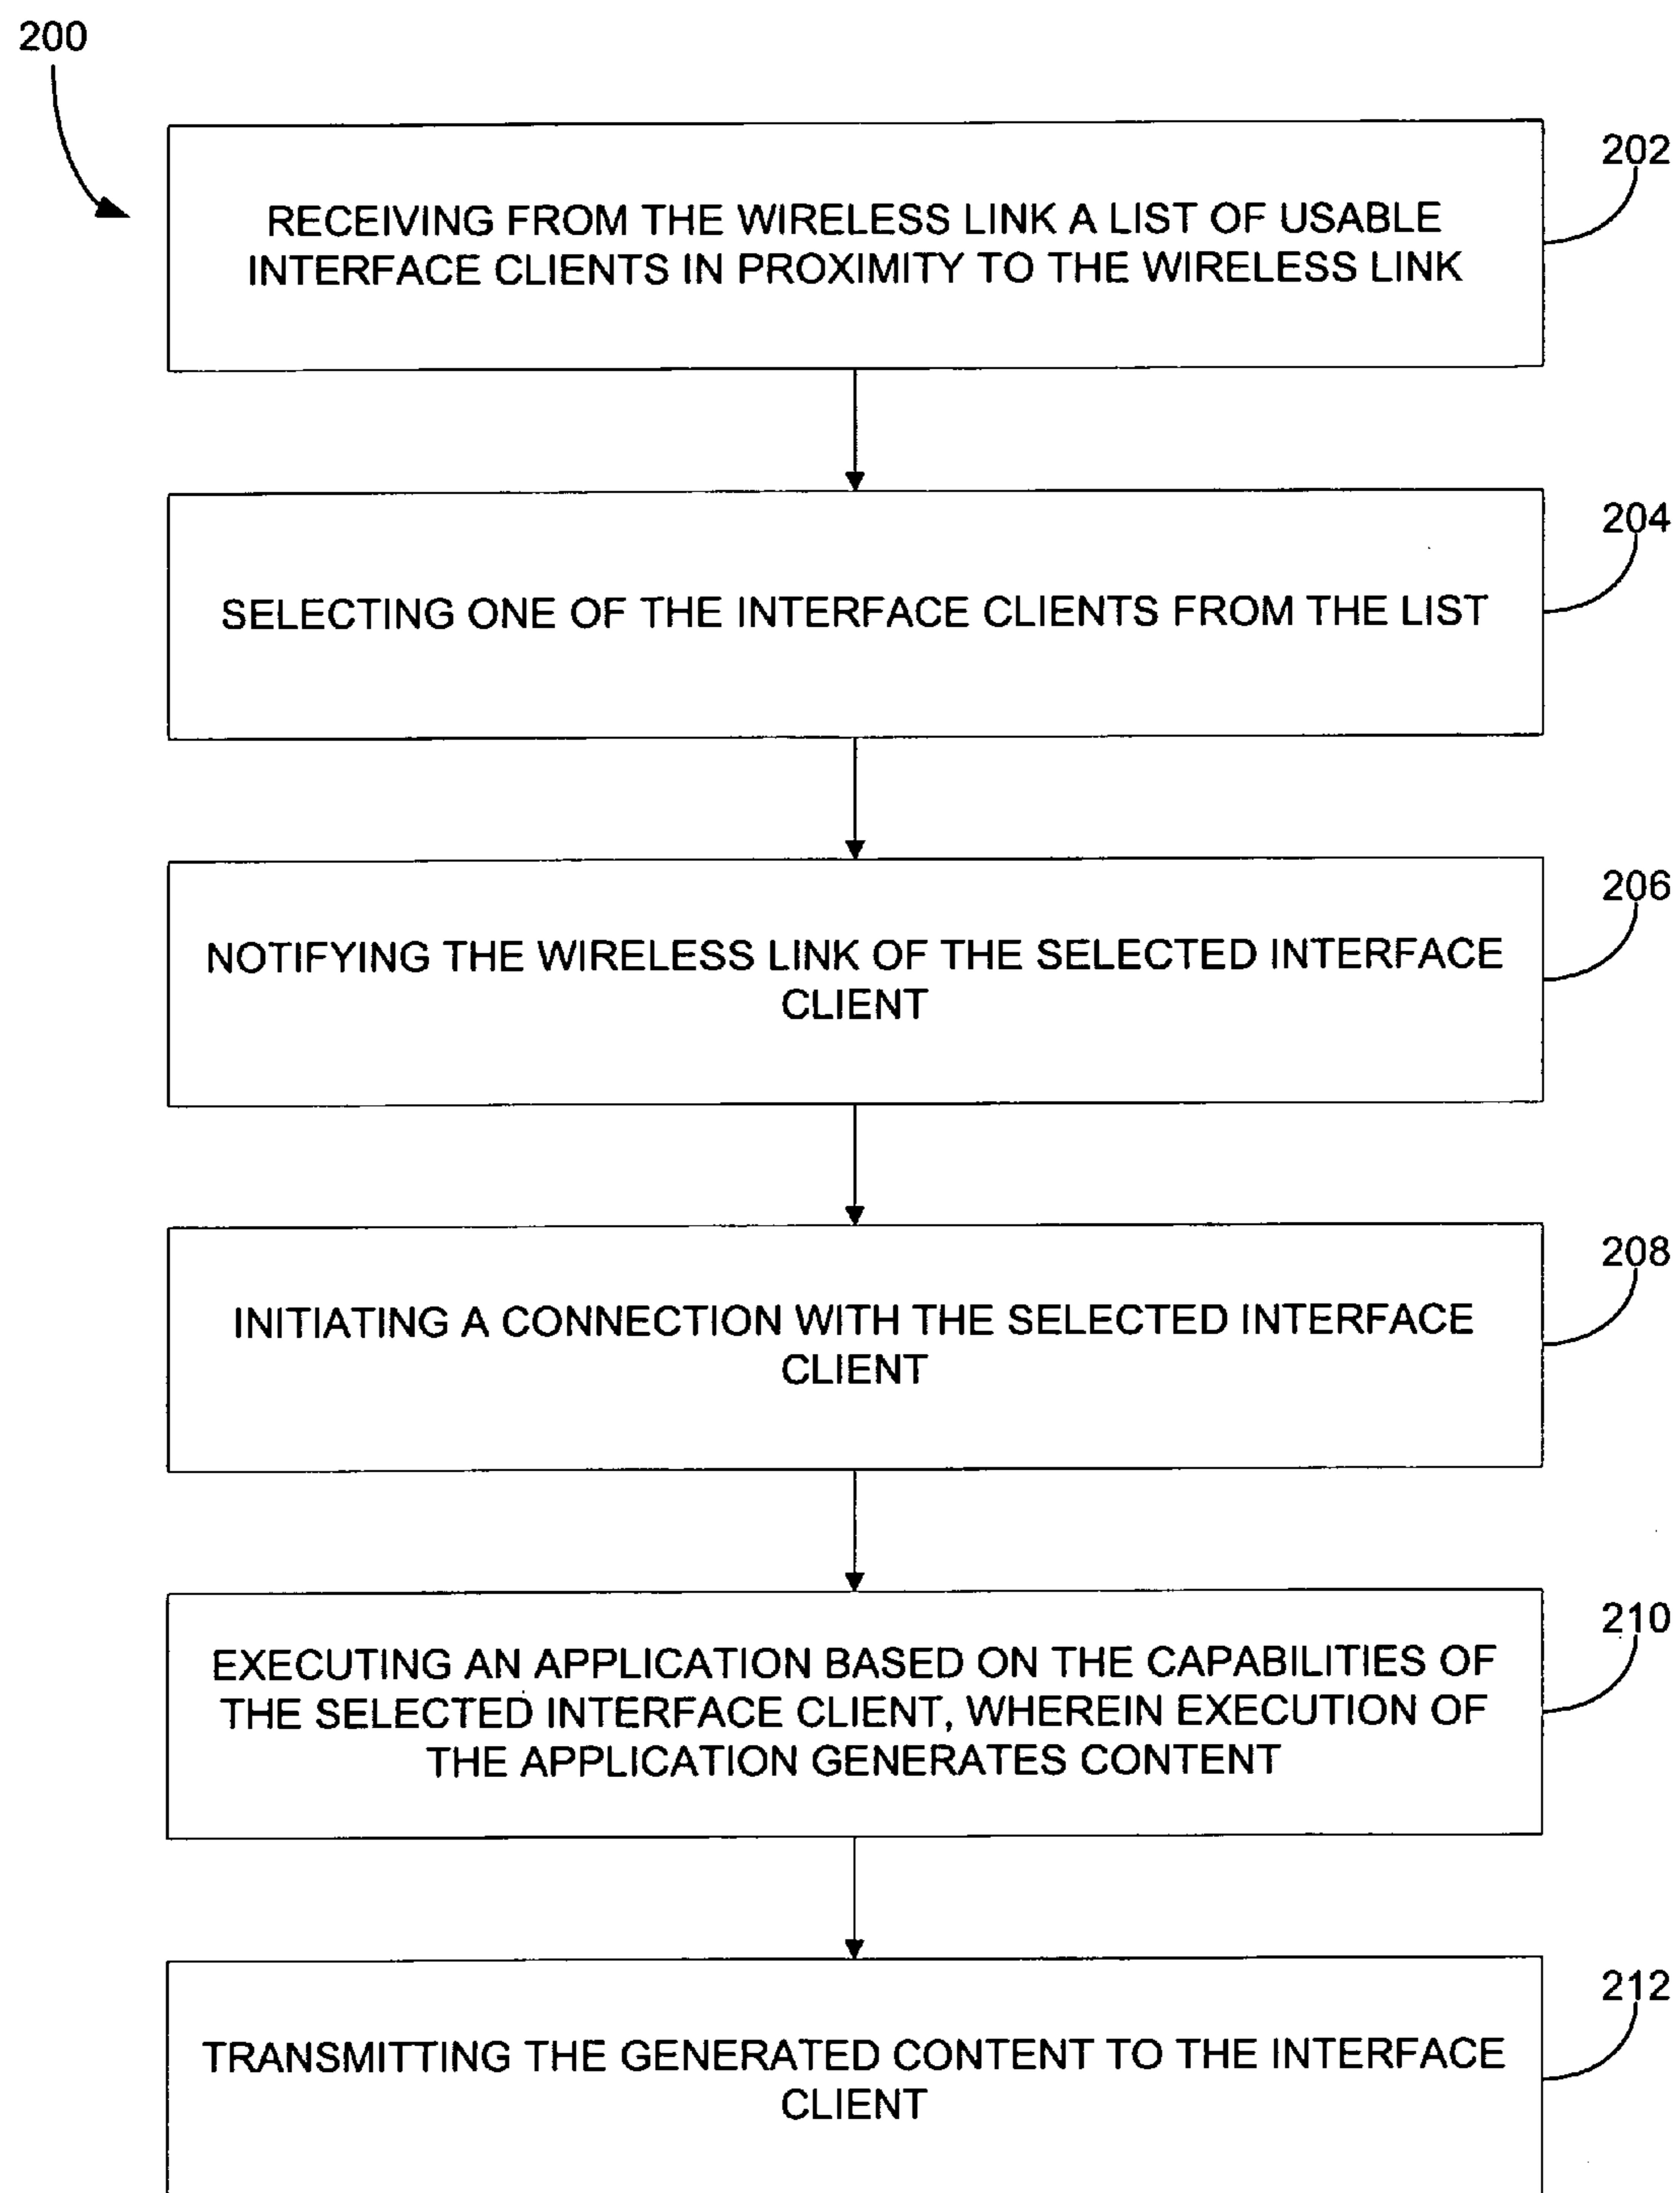 200
202
RECEIVING FROM THE WIRELESS LINK A LIST OF USABLE
INTERFACE CLIENTS IN PROXIMITY TO THE WIRELESS LINK
204
SELECTING ONE OF THE INTERFACE CLIENTS FROM THE LIST
206
NOTIFYING THE WIRELESS LINK OF THE SELECTED INTERFACE
CLIENT
208
INITIATING A CONNECTION WITH THE SELECTED INTERFACE
CLIENT
210
EXECUTING AN APPLICATION BASED ON THE CAPABILITIES OF
THE SELECTED INTERFACE CLIENT, WHEREIN EXECUTION OF
THE APPLICATION GENERATES CONTENT
212
TRANSMITTING THE GENERATED CONTENT TO THE INTERFACE
CLIENT